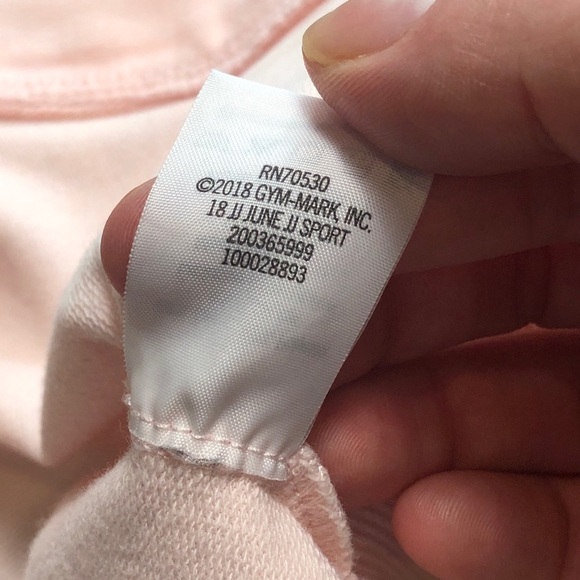 RN70530
©2018 GYM-MARK, INC.
18 JJ JUNE JJ SPORT
200365999
100028893